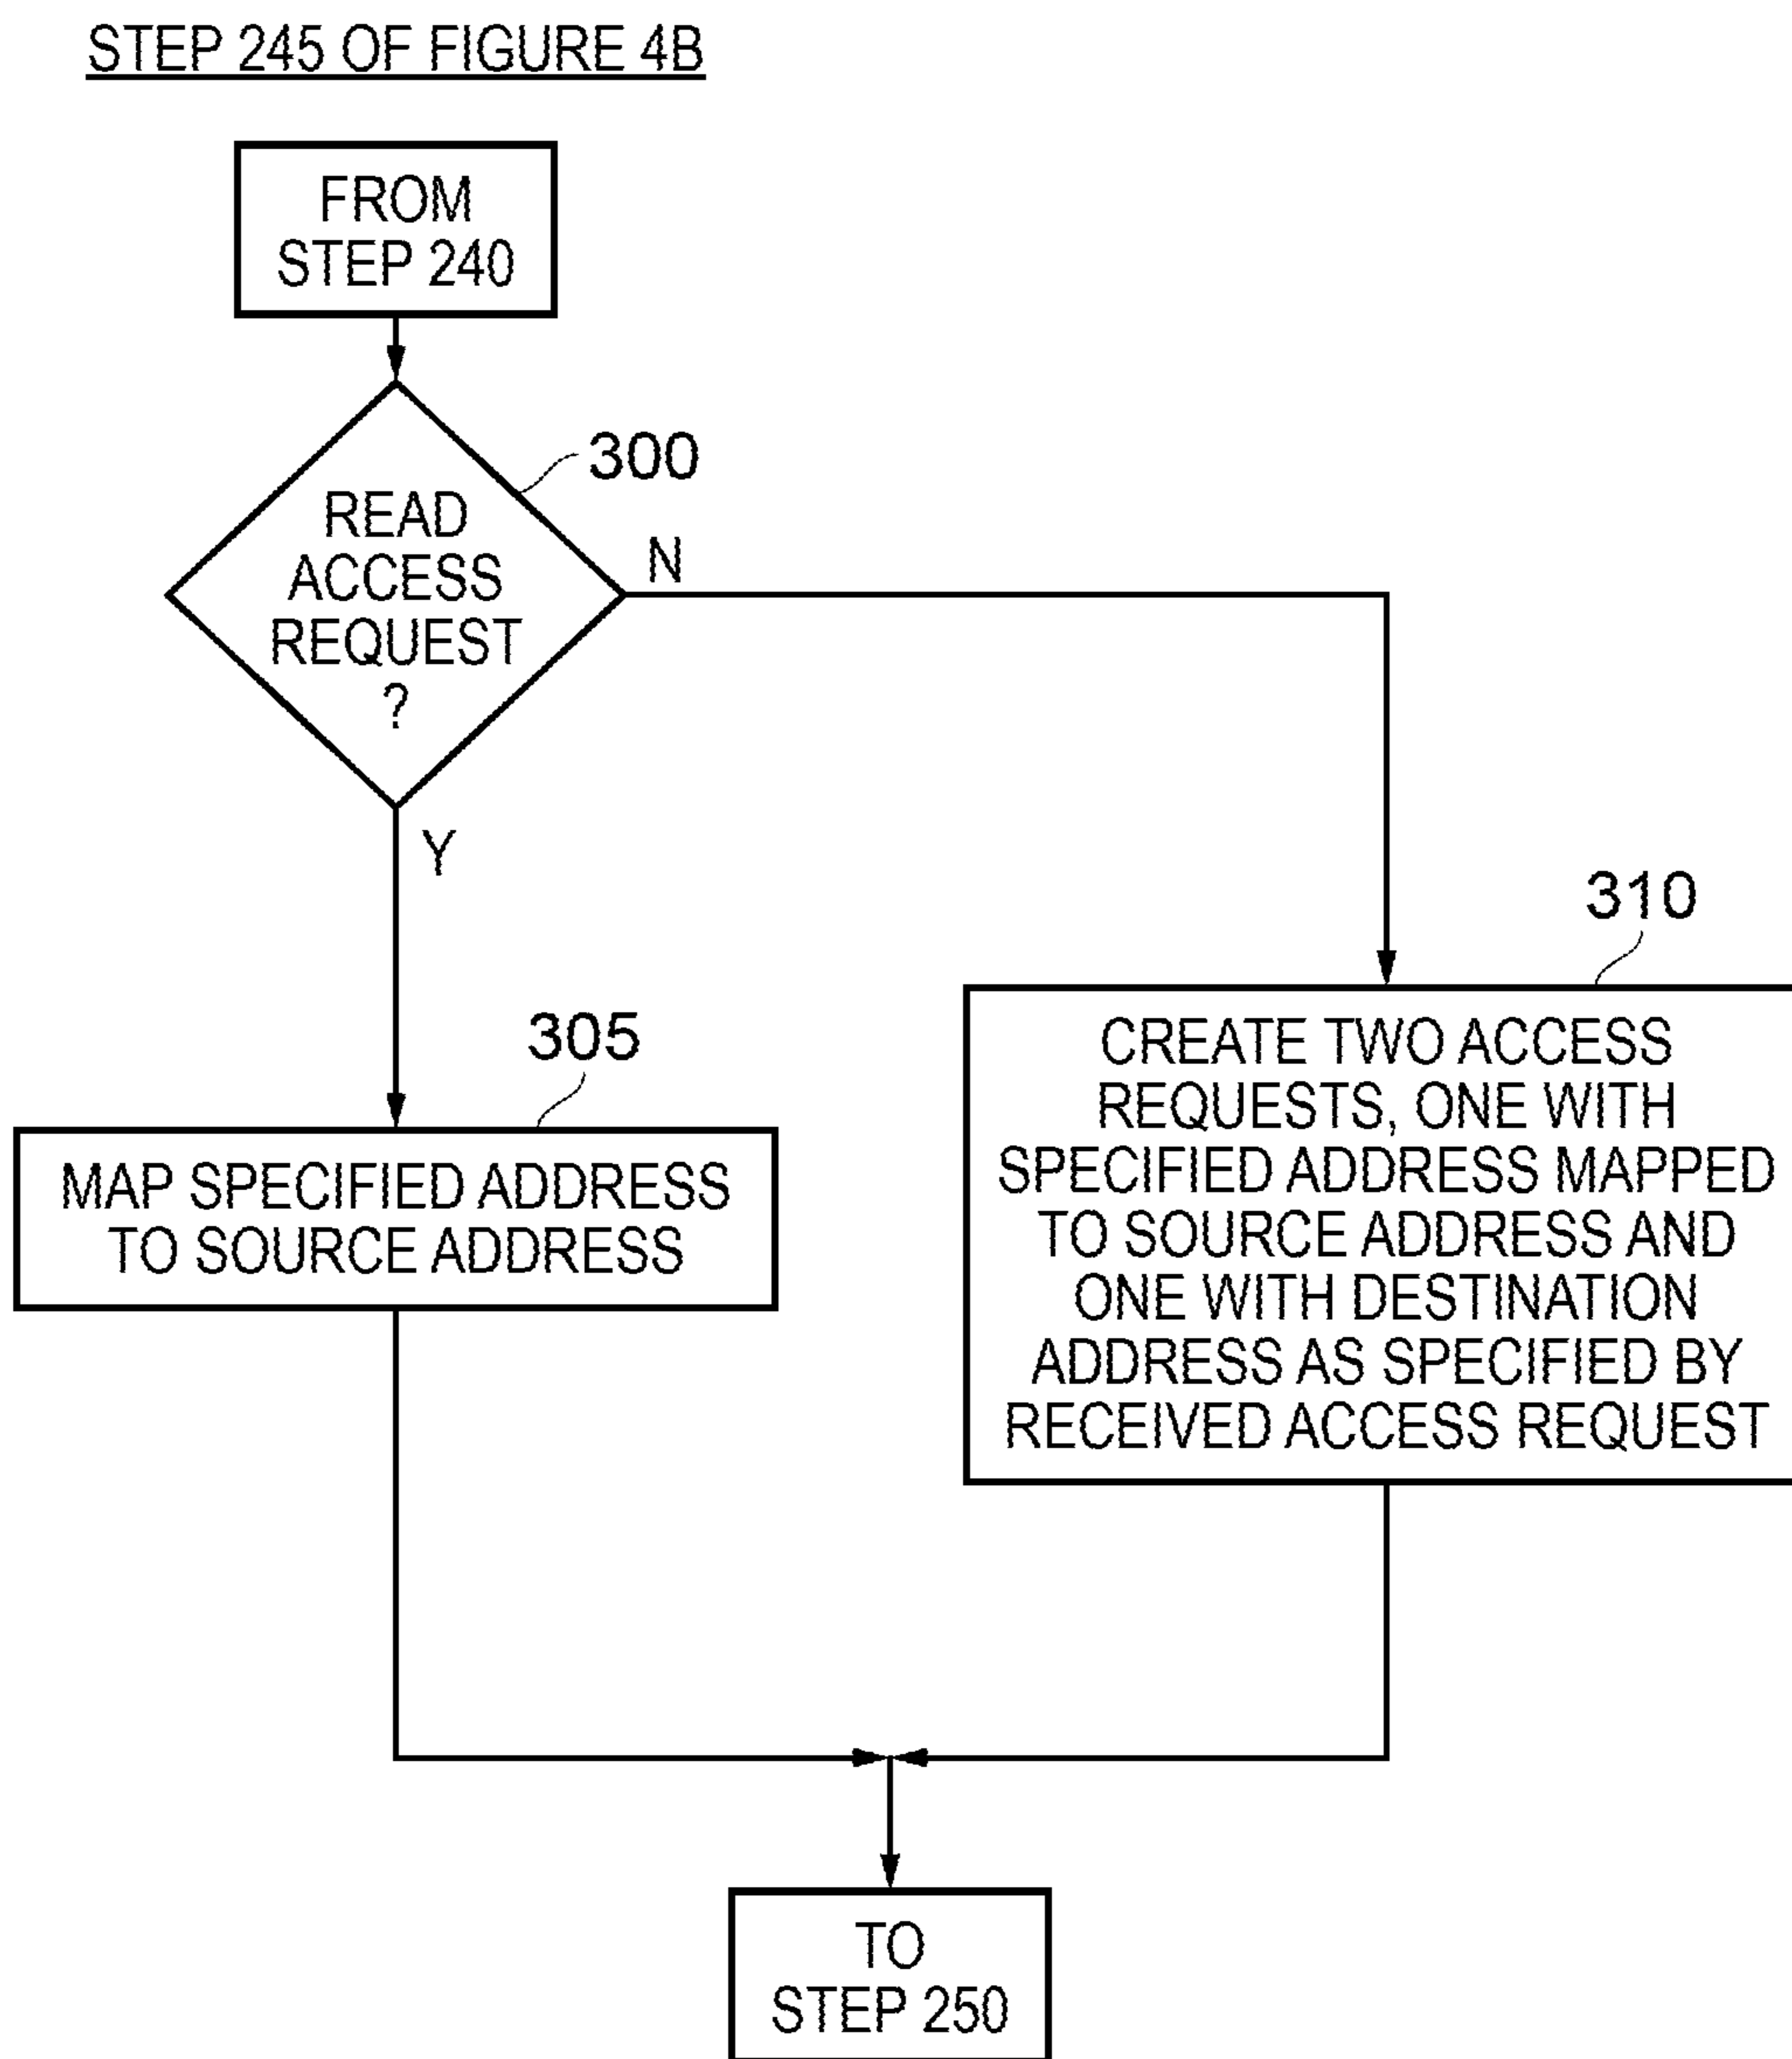 STEP 245 OF FIGURE 4B
FROM
STEP 240
300
READ
ACCESS
REQUEST
?
N
Y
310
CREATE TWO ACCESS
REQUESTS, ONE WITH
SPECIFIED ADDRESS MAPPED
TO SOURCE ADDRESS AND
ONE WITH DESTINATION
ADDRESS AS SPECIFIED BY
RECEIVED ACCESS REQUEST
305
MAP SPECIFIED ADDRESS
TO SOURCE ADDRESS
TO
STEP 250